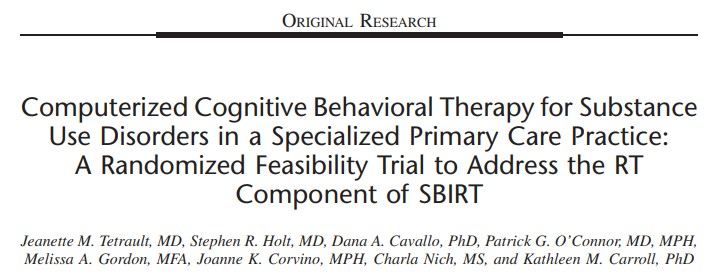 ORIGINAL RESEARCH
Computerized Cognitive Behavioral Therapy for Substance
Use Disorders in a Specialized Primary Care Practice:
A Randomized Feasibility Trial to Address the RT
Component of SBIRT
Jeanette M. Tetrault, MD, Stephen R. Holt, MD, Dana A. Cavallo, PhD, Patrick G. O’Connor, MD, MPH,
Melissa A. Gordon, MFA, Joanne K. Corvino, MPH, Charla Nich, MS, and Kathleen M. Carroll, PhD